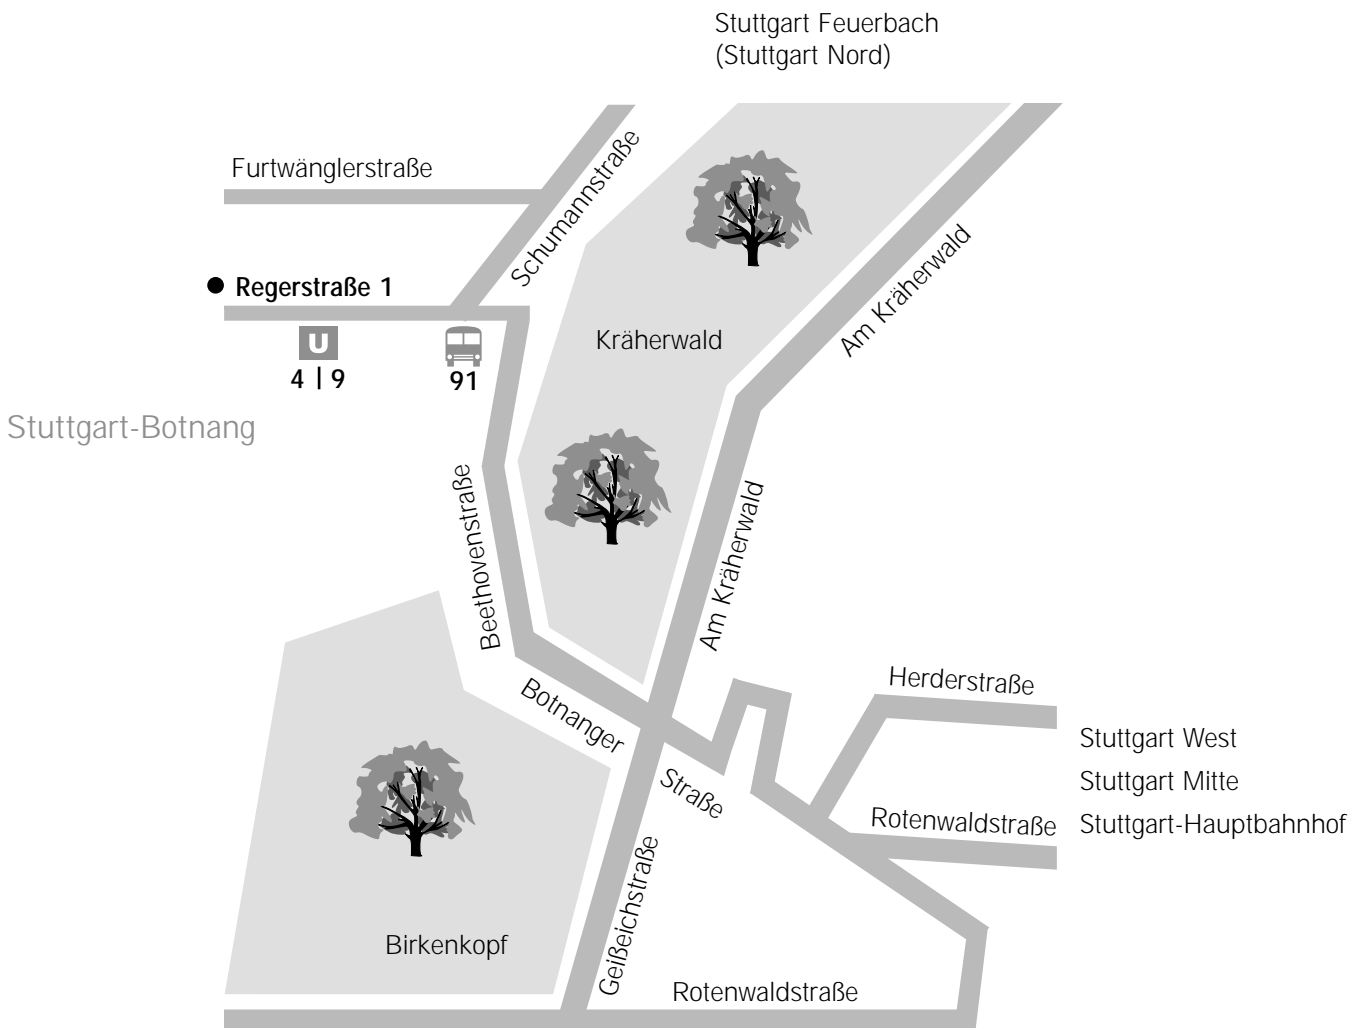 Stuttgart Feuerbach
(Stuttgart Nord)
Furtwänglerstraße
Schumannstraße
Am Kräherwald
Regerstraße 1
Kräherwald
U
4 | 9
91
Stuttgart-Botnang
Beethovenstraße
Am Kräherwald
Herderstraße
Botnanger
Straße
Stuttgart West
Stuttgart Mitte
Rotenwaldstraße
Stuttgart-Hauptbahnhof
Geißeichstraße
Birkenkopf
Rotenwaldstraße